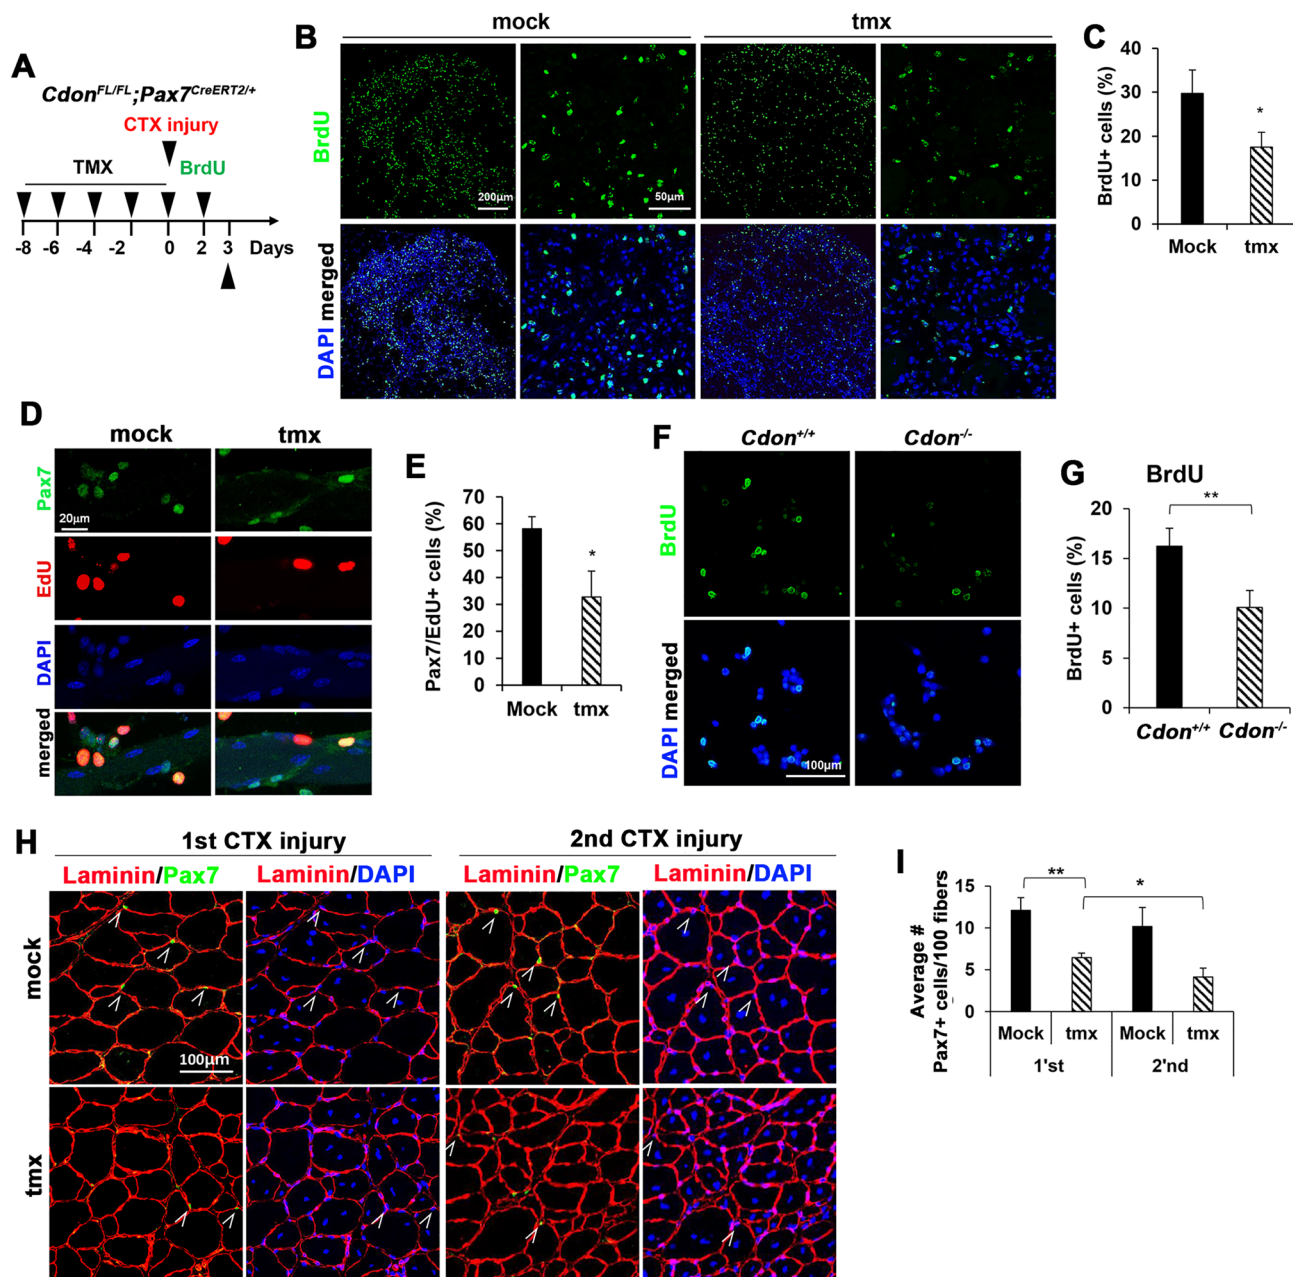 A
Cdon^FL/FL;Pax7^CreERT2/+
CTX injury
TMX
BrdU
-8 -6 -4 -2 0 2 3 Days
B
mock
tmx
BrdU
200µm
50µm
DAPI merged
C
BrdU+ cells (%)
40
30
20
10
0
*
Mock tmx
D
mock tmx
Pax7
20µm
EdU
DAPI
merged
E
Pax7/EdU+ cells (%)
70
60
50
40
30
20
10
0
*
Mock tmx
F
Cdon+/+ Cdon-/-
BrdU
DAPI merged
100µm
G
BrdU
BrdU+ cells (%)
20
15
10
5
0
**
Cdon+/+ Cdon-/-
H
1st CTX injury 2nd CTX injury
Laminin/Pax7 Laminin/DAPI Laminin/Pax7 Laminin/DAPI
mock
100µm
tmx
I
Average #
Pax7+ cells/100 fibers
15
10
5
0
**
*
Mock tmx Mock tmx
1'st 2'nd